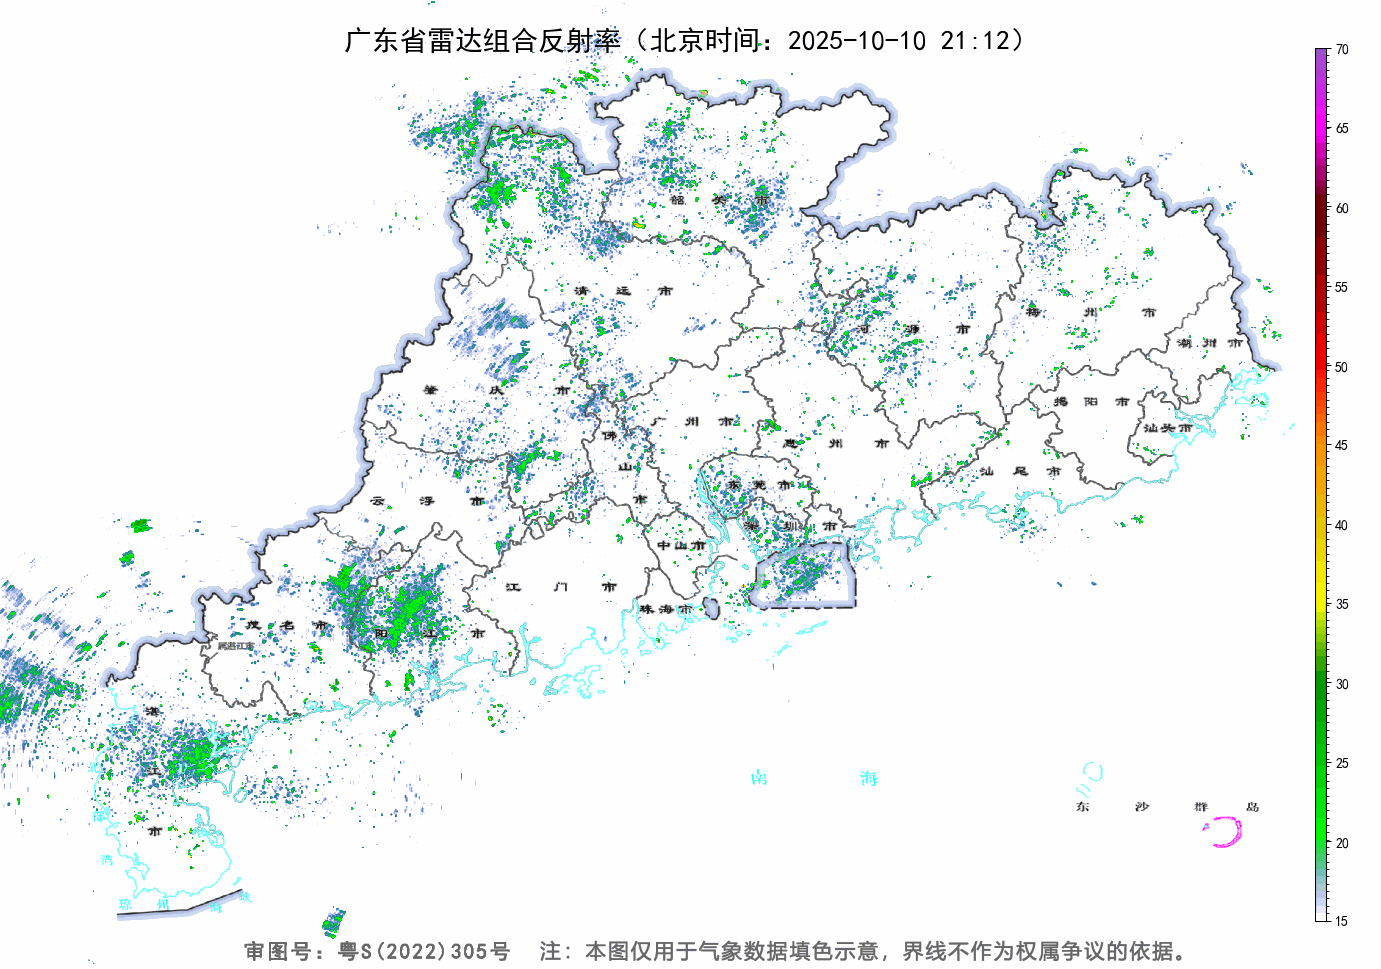 广东省雷达组合反射率（北京时间：2025-10-10 21:12）
70
65
60
55
50
45
40
35
30
25
20
15
韶关市
清远市
河源市
梅州市
潮州市
肇庆市
揭阳市
汕头市
广州市
惠州市
佛山市
汕尾市
云浮市
东莞市
深圳市
中山市
江门市
珠海市
茂名市
阳江市
属湛江市
湛江市
南海
东沙群岛
湾
琼州海峡
审图号：粤S(2022)305号 注：本图仅用于气象数据填色示意，界线不作为权属争议的依据。